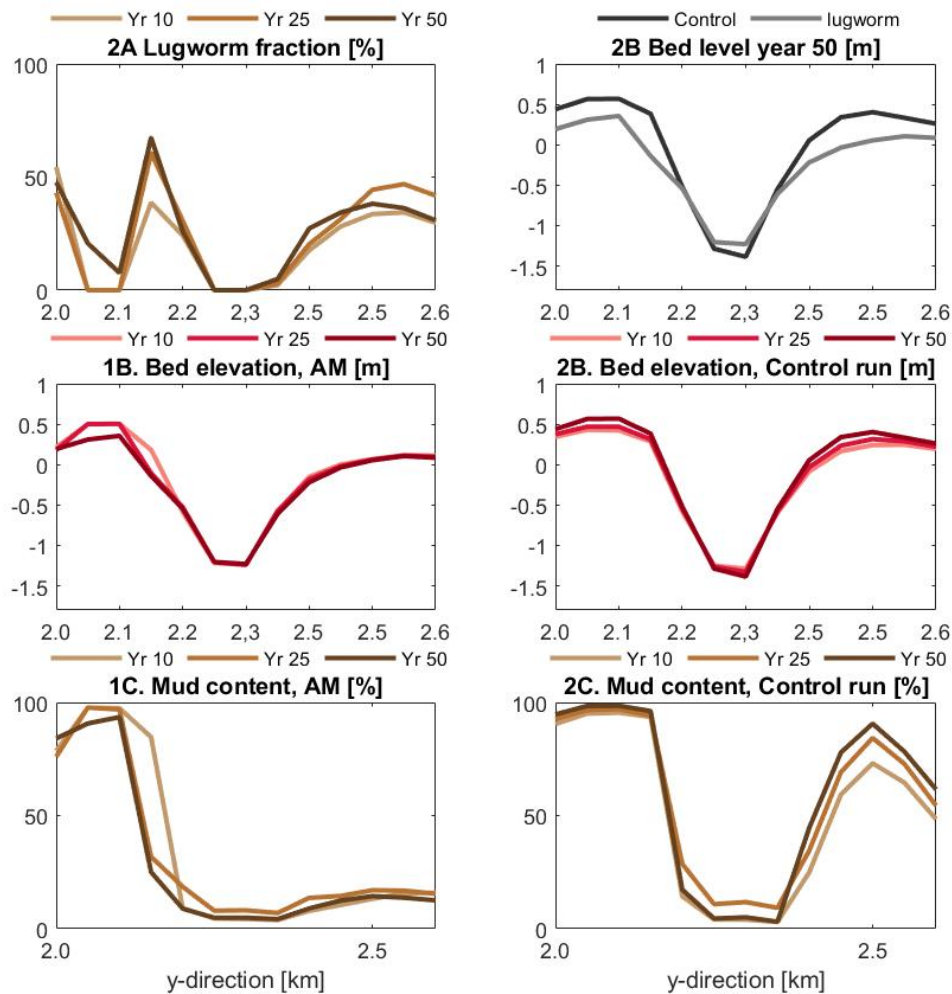 Yr 10 Yr 25 Yr 50
2A Lugworm fraction [%]
100
50
0
2.0 2.1 2.2 2,3 2.5 2.5 2.6
Control lugworm
2B Bed level year 50 [m]
1
0.5
0
-0.5
-1
-1.5
2.0 2.1 2.2 2,3 2.5 2.5 2.6
Yr 10 Yr 25 Yr 50
1B. Bed elevation, AM [m]
1
0.5
0
-0.5
-1
-1.5
2.0 2.1 2.2 2,3 2.5 2.5 2.6
Yr 10 Yr 25 Yr 50
2B. Bed elevation, Control run [m]
1
0.5
0
-0.5
-1
-1.5
2.0 2.1 2.2 2,3 2.5 2.5 2.6
Yr 10 Yr 25 Yr 50
1C. Mud content, AM [%]
100
50
0
2.0 2.5
y-direction [km]
Yr 10 Yr 25 Yr 50
2C. Mud content, Control run [%]
100
50
0
2.0 2.5
y-direction [km]